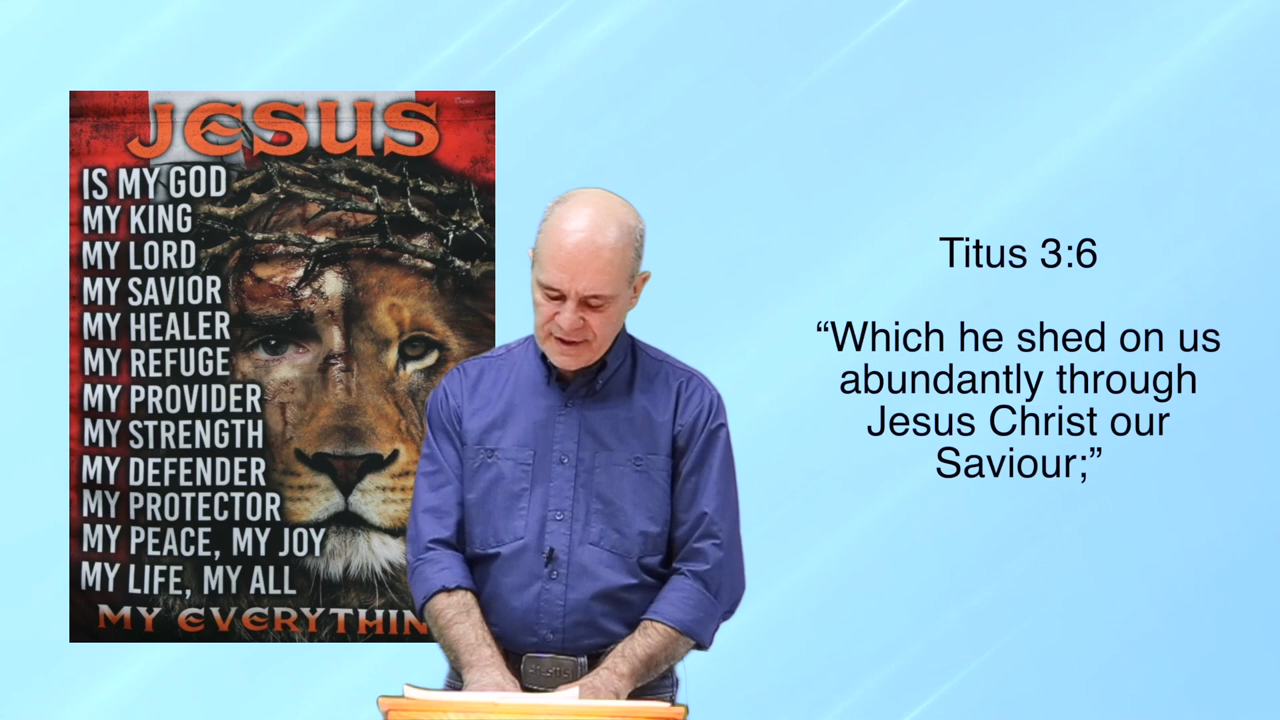 JESUS
IS MY GOD
MY KING
MY LORD
MY SAVIOR
MY HEALER
MY REFUGE
MY PROVIDER
MY STRENGTH
MY DEFENDER
MY PROTECTOR
MY PEACE, MY JOY
MY LIFE, MY ALL
MY EVERYTHIN
Titus 3:6
“Which he shed on us
abundantly through
Jesus Christ our
Saviour;”